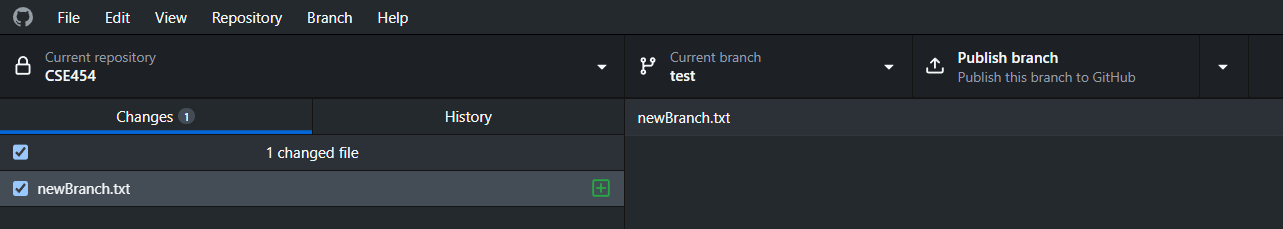 File Edit View Repository Branch Help
Current repository
CSE454
Current branch
test
Publish branch
Publish this branch to GitHub
Changes 1
History
newBranch.txt
1 changed file
newBranch.txt